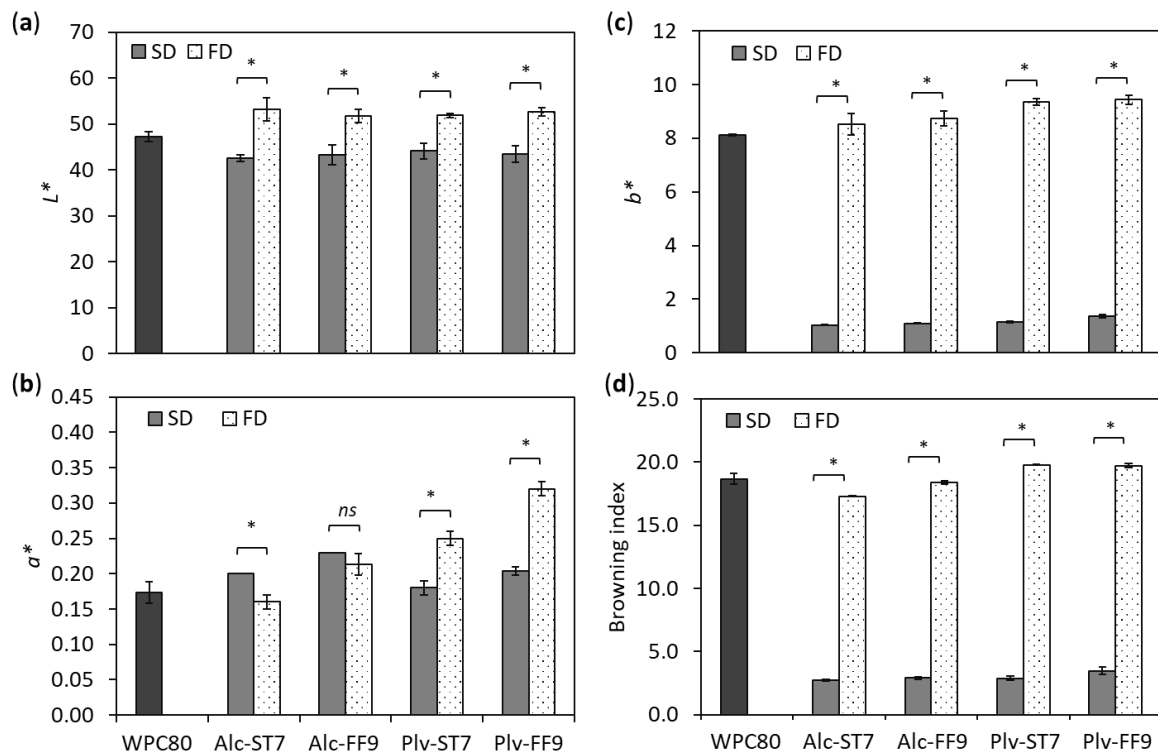 (a)
70
60
50
40
30
20
10
0
L*
SD FD
* * * *
(b)
0.45
0.40
0.35
0.30
0.25
0.20
0.15
0.10
0.05
0.00
a*
SD FD
* ns * *
WPC80 Alc-ST7 Alc-FF9 Plv-ST7 Plv-FF9
(c)
12
10
8
6
4
2
0
b*
SD FD
* * * *
(d)
25.0
20.0
15.0
10.0
5.0
0.0
Browning index
SD FD
* * * *
WPC80 Alc-ST7 Alc-FF9 Plv-ST7 Plv-FF9